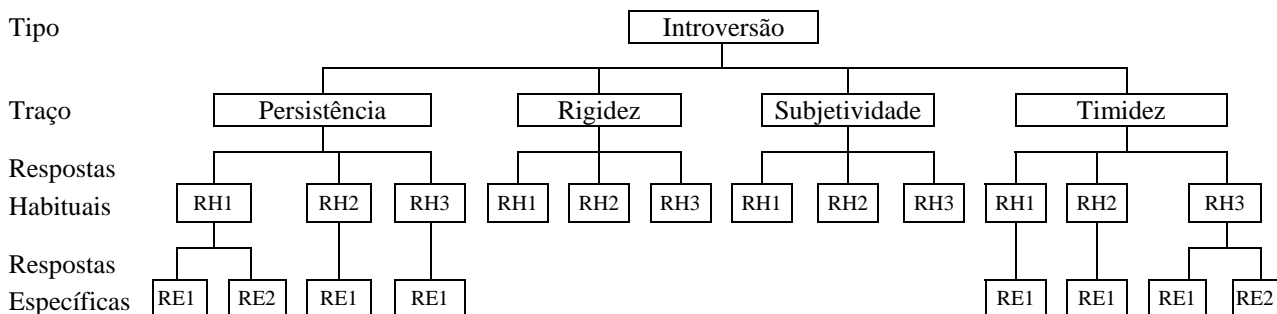 Tipo Introversão
Traço Persistência Rigidez Subjetividade Timidez
Respostas
Habituais RH1 RH2 RH3 RH1 RH2 RH3 RH1 RH2 RH3 RH1 RH2 RH3
Respostas
Específicas RE1 RE2 RE1 RE1 RE1 RE1 RE1 RE2